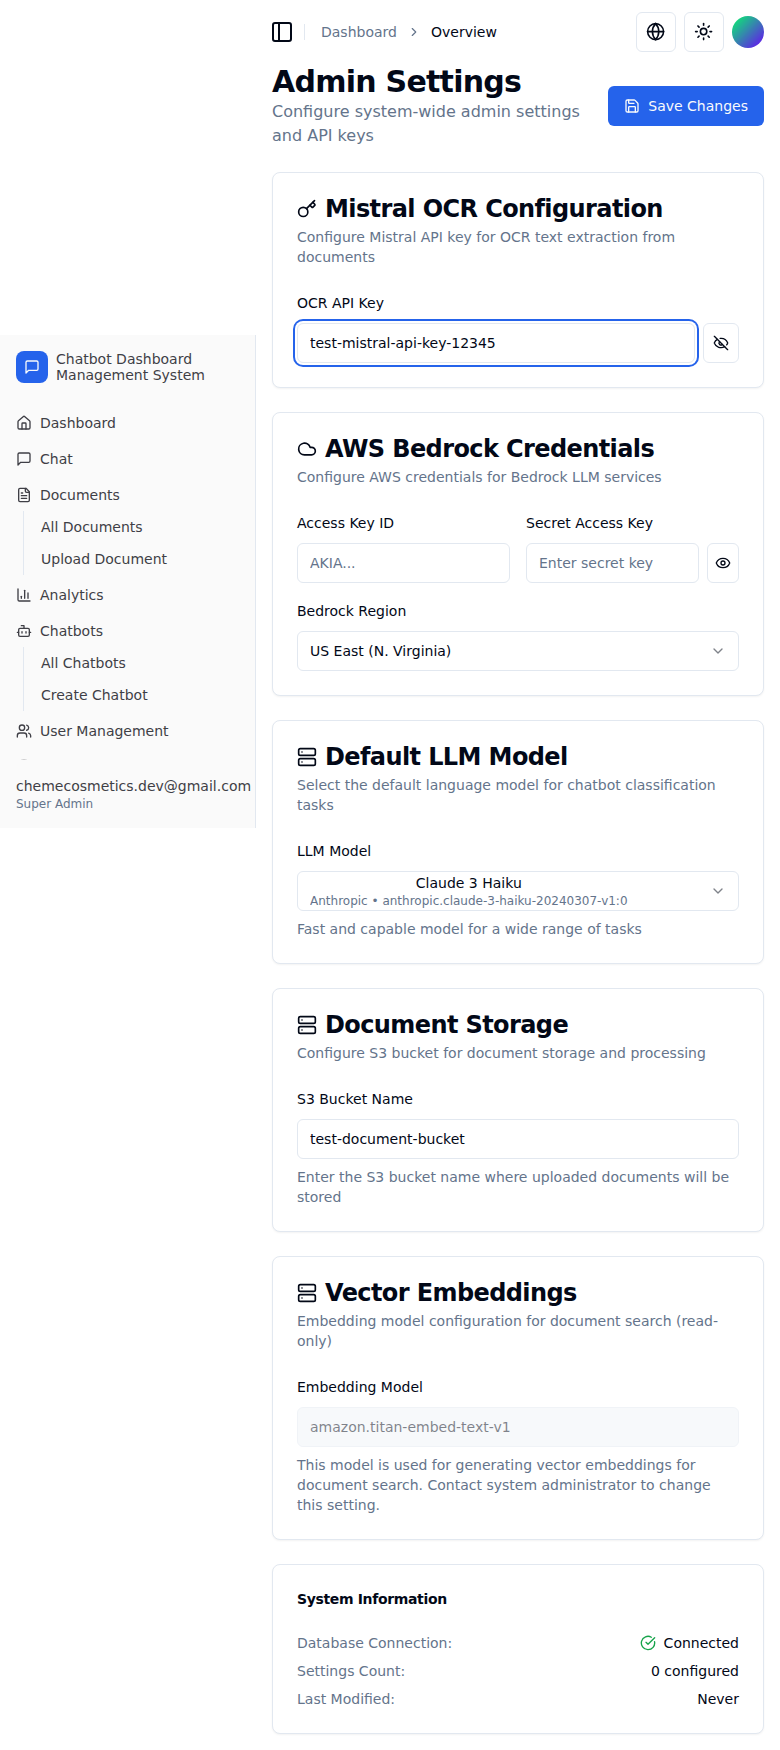 Dashboard
Overview
Admin Settings
Configure system-wide admin settings
and API keys
Save Changes
Mistral OCR Configuration
Configure Mistral API key for OCR text extraction from
documents
OCR API Key
test-mistral-api-key-12345
Chatbot Dashboard
Management System
Dashboard
Chat
Documents
All Documents
Upload Document
Analytics
Chatbots
All Chatbots
Create Chatbot
User Management
chemecosmetics.dev@gmail.com
Super Admin
AWS Bedrock Credentials
Configure AWS credentials for Bedrock LLM services
Access Key ID
Secret Access Key
AKIA...
Enter secret key
Bedrock Region
US East (N. Virginia)
Default LLM Model
Select the default language model for chatbot classification
tasks
LLM Model
Claude 3 Haiku
Anthropic • anthropic.claude-3-haiku-20240307-v1:0
Fast and capable model for a wide range of tasks
Document Storage
Configure S3 bucket for document storage and processing
S3 Bucket Name
test-document-bucket
Enter the S3 bucket name where uploaded documents will be
stored
Vector Embeddings
Embedding model configuration for document search (read-
only)
Embedding Model
amazon.titan-embed-text-v1
This model is used for generating vector embeddings for
document search. Contact system administrator to change
this setting.
System Information
Database Connection:
Connected
Settings Count:
0 configured
Last Modified:
Never